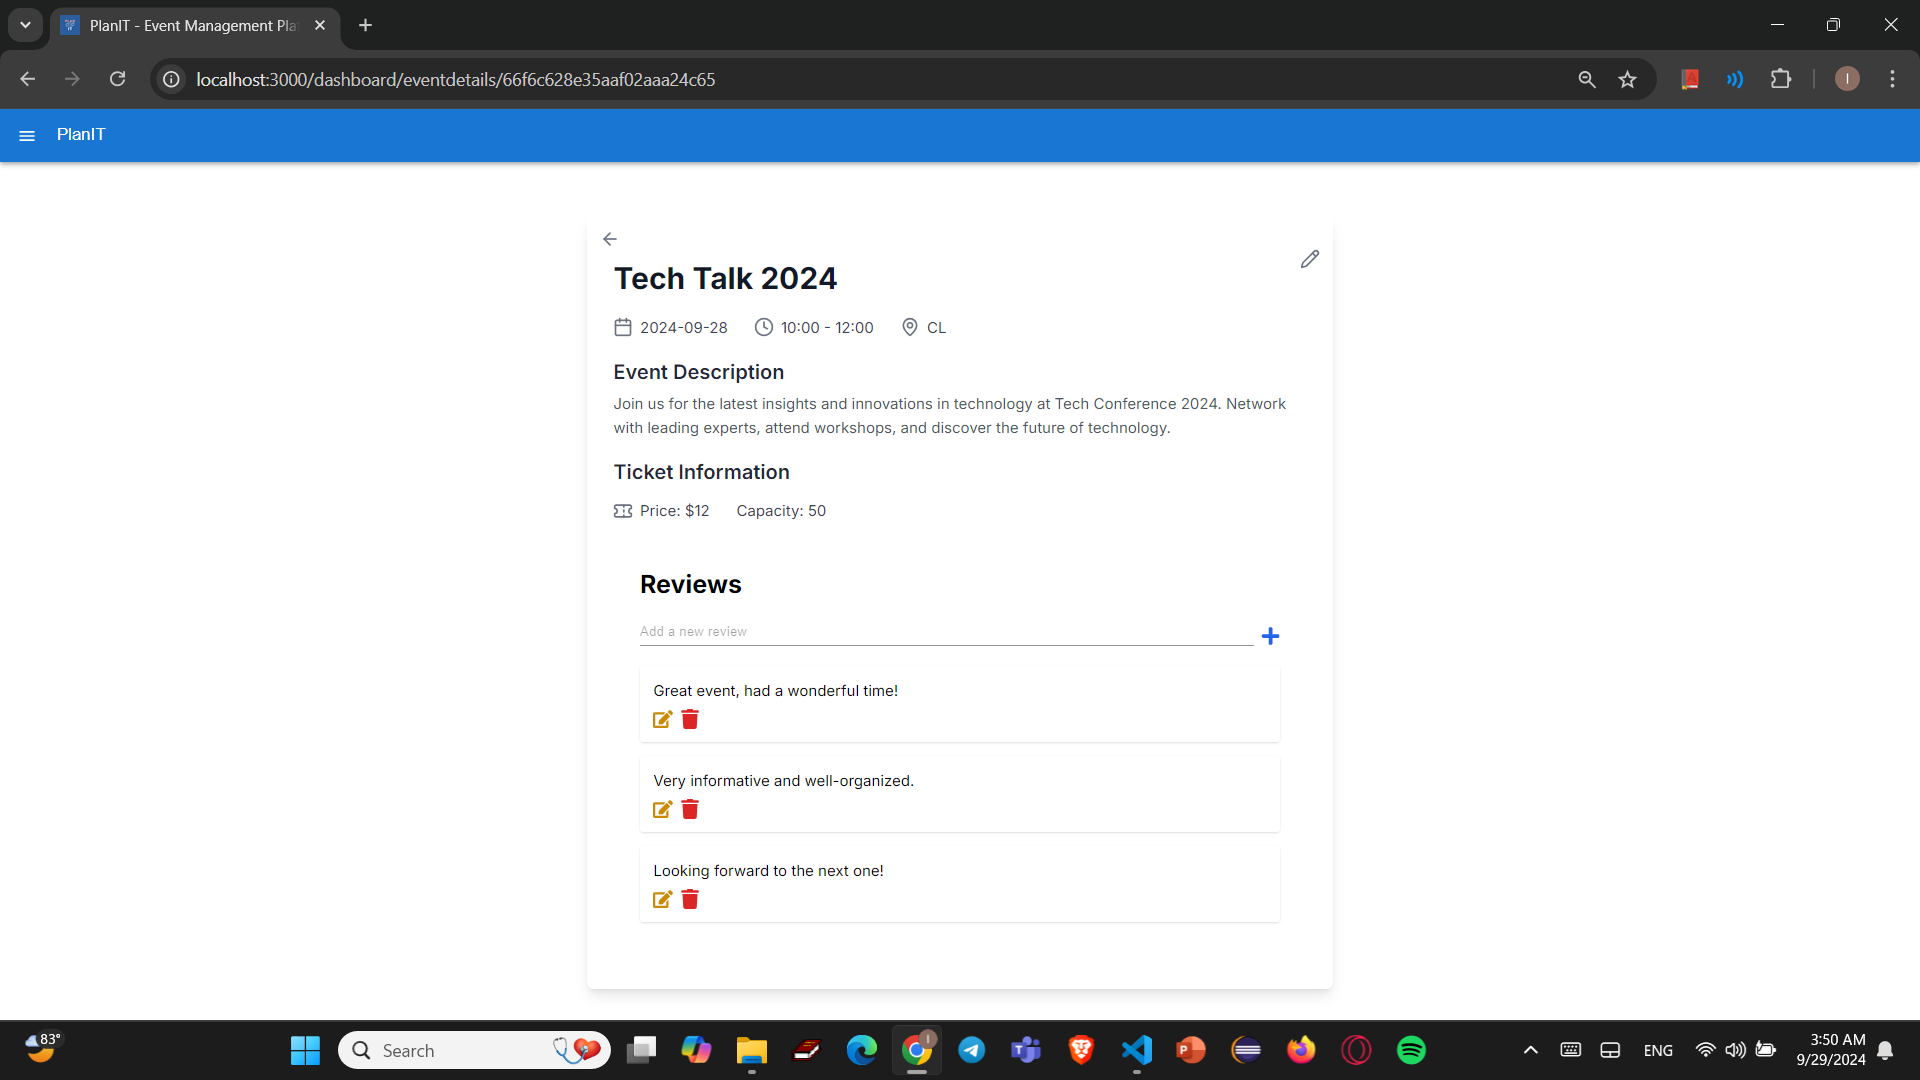 PlanIT - Event Management Pla
localhost:3000/dashboard/eventdetails/66f6c628e35aaf02aaa24c65
I
PlanIT
Tech Talk 2024
2024-09-28 10:00 - 12:00 CL
Event Description
Join us for the latest insights and innovations in technology at Tech Conference 2024. Network
with leading experts, attend workshops, and discover the future of technology.
Ticket Information
Price: $12 Capacity: 50
Reviews
Add a new review
Great event, had a wonderful time!
Very informative and well-organized.
Looking forward to the next one!
83°
Search
I
ENG
3:50 AM
9/29/2024